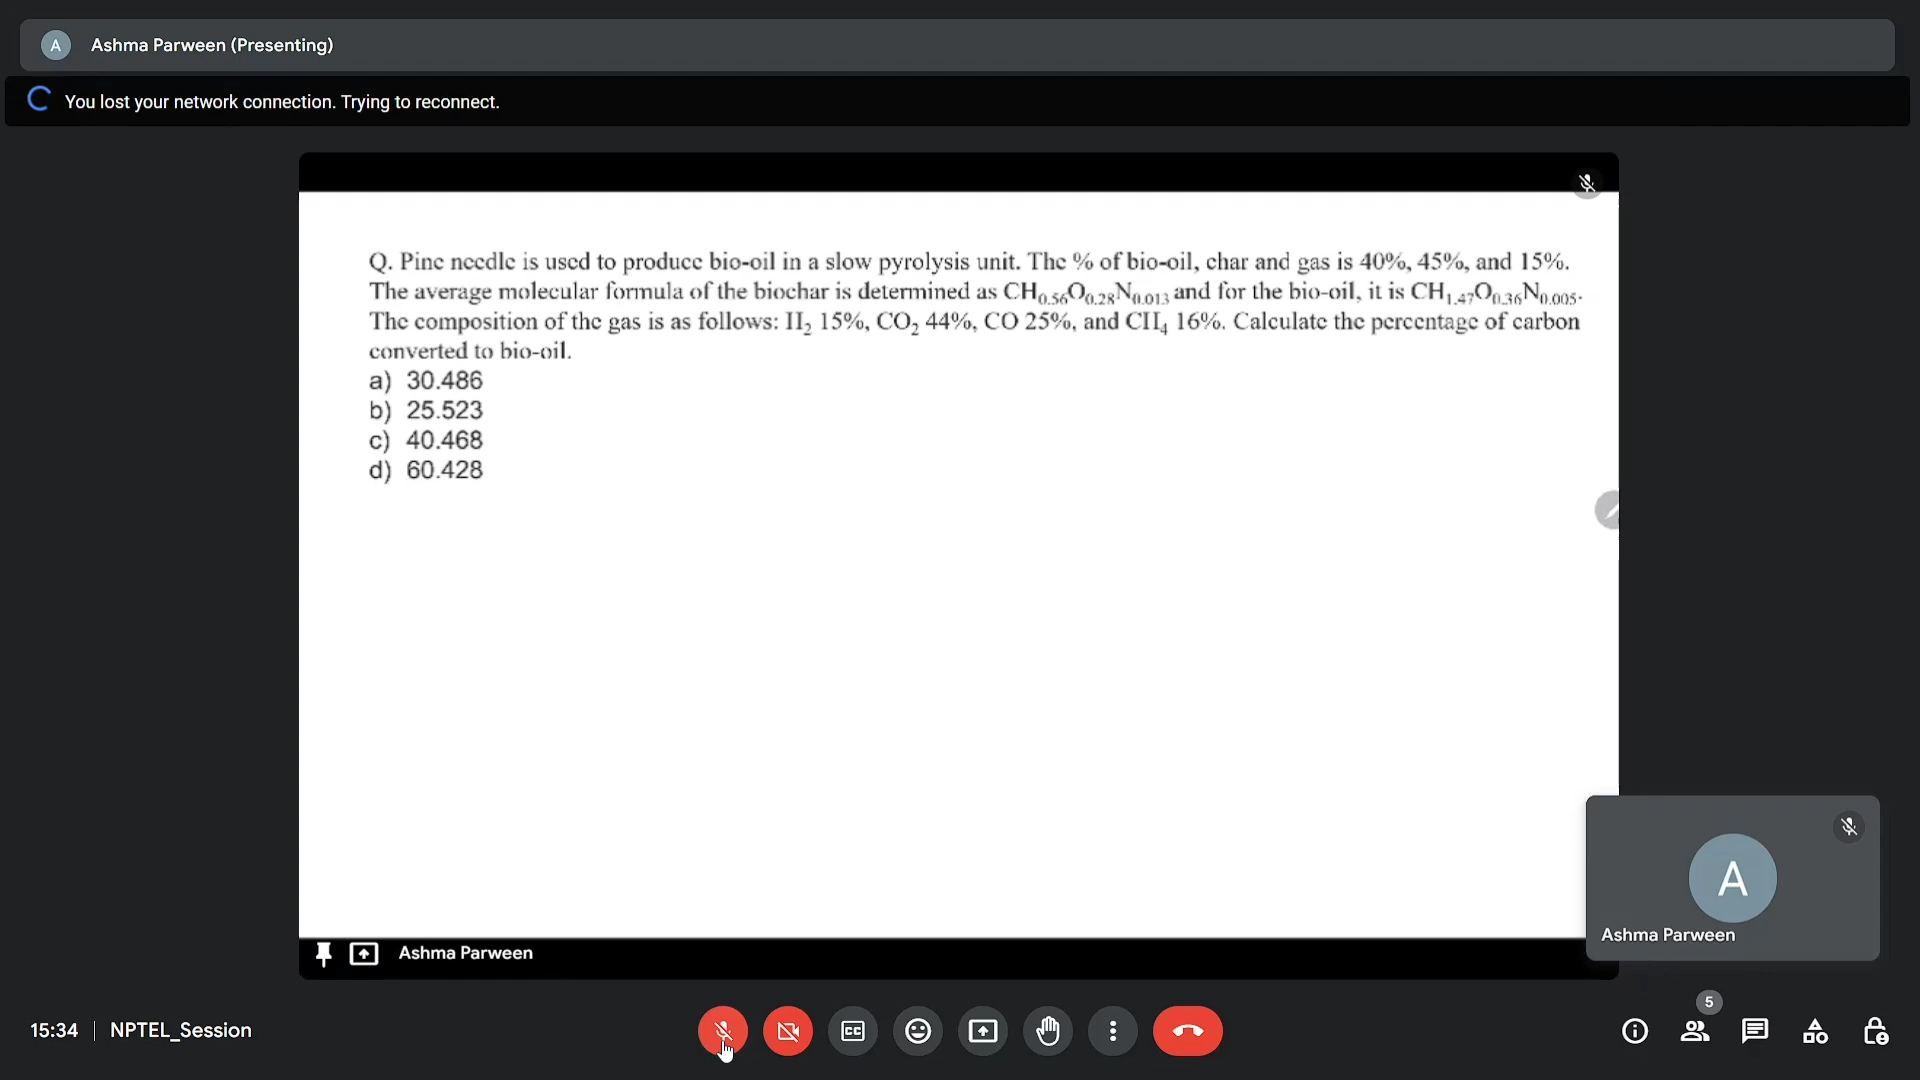 A Ashma Parween (Presenting)
You lost your network connection. Trying to reconnect.
Q. Pine needle is used to produce bio-oil in a slow pyrolysis unit. The % of bio-oil, char and gas is 40%, 45%, and 15%.
The average molecular formula of the biochar is determined as CH₀.₅₆O₀.₂₈N₀.₀₁₃ and for the bio-oil, it is CH₁.₄₇O₀.₃₆N₀.₀₀₅.
The composition of the gas is as follows: H₂ 15%, CO₂ 44%, CO 25%, and CH₄ 16%. Calculate the percentage of carbon
converted to bio-oil.
a) 30.486
b) 25.523
c) 40.468
d) 60.428
A
Ashma Parween
Ashma Parween
5
15:34 | NPTEL_Session
CC